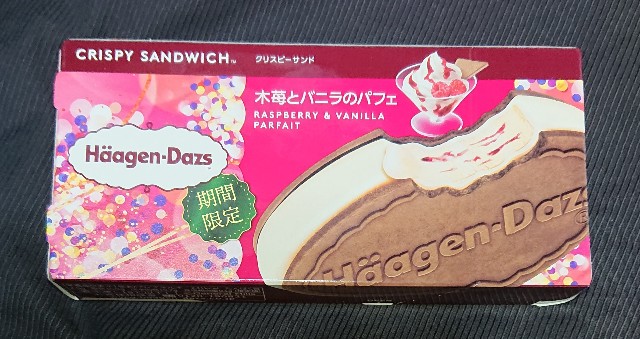 CRISPY SANDWICH™ クリスピーサンド
木苺とバニラのパフェ
RASPBERRY & VANILLA
PARFAIT
Häagen-Dazs
期間
限定
Häagen-Dazs